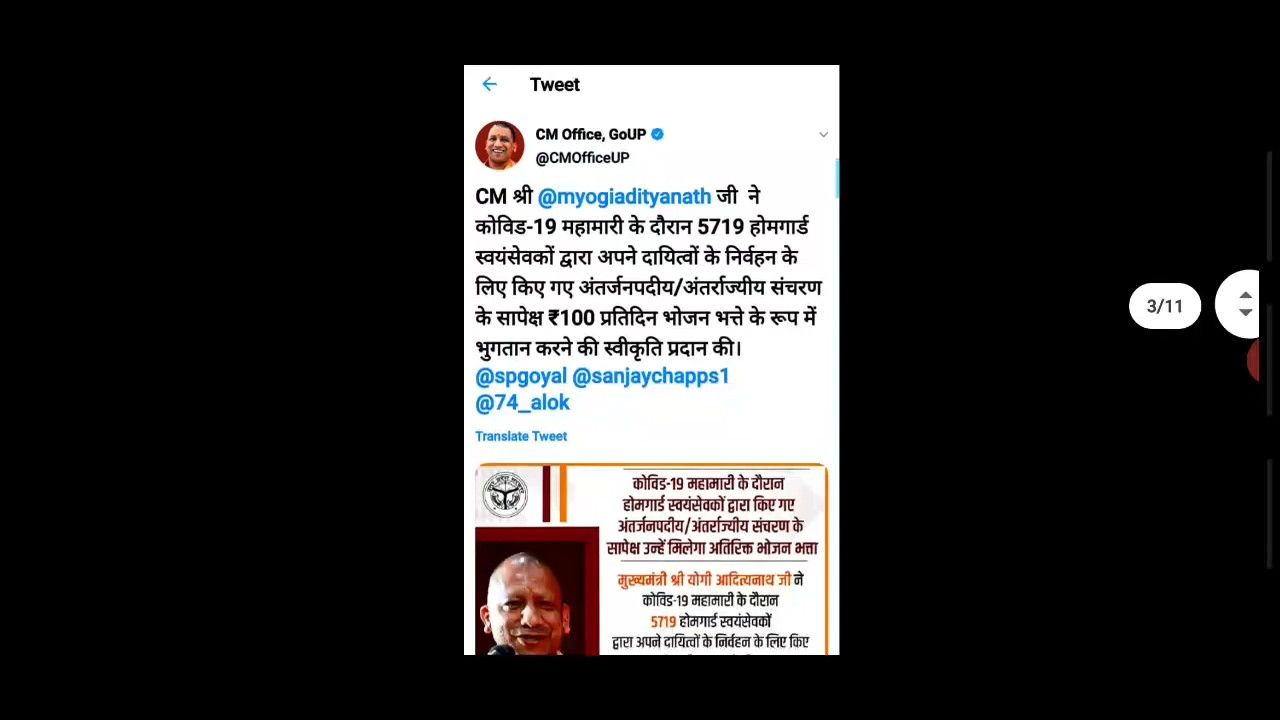 Tweet
CM Office, GoUP
@CMOfficeUP
CM श्री @myogiadityanath जी ने
कोविड-19 महामारी के दौरान 5719 होमगार्ड
स्वयंसेवकों द्वारा अपने दायित्वों के निर्वहन के
लिए किए गए अंतर्जनपदीय/अंतर्राज्यीय संचरण
के सापेक्ष ₹100 प्रतिदिन भोजन भत्ते के रूप में
भुगतान करने की स्वीकृति प्रदान की।
@spgoyal @sanjaychapps1
@74_alok
Translate Tweet
कोविड-19 महामारी के दौरान
होमगार्ड स्वयंसेवकों द्वारा किए गए
अंतर्जनपदीय/अंतर्राज्यीय संचरण के
सापेक्ष उन्हें मिलेगा अतिरिक्त भोजन भत्ता
मुख्यमंत्री श्री योगी आदित्यनाथ जी ने
कोविड-19 महामारी के दौरान
5719 होमगार्ड स्वयंसेवकों
द्वारा अपने दायित्वों के निर्वहन के लिए किए
3/11